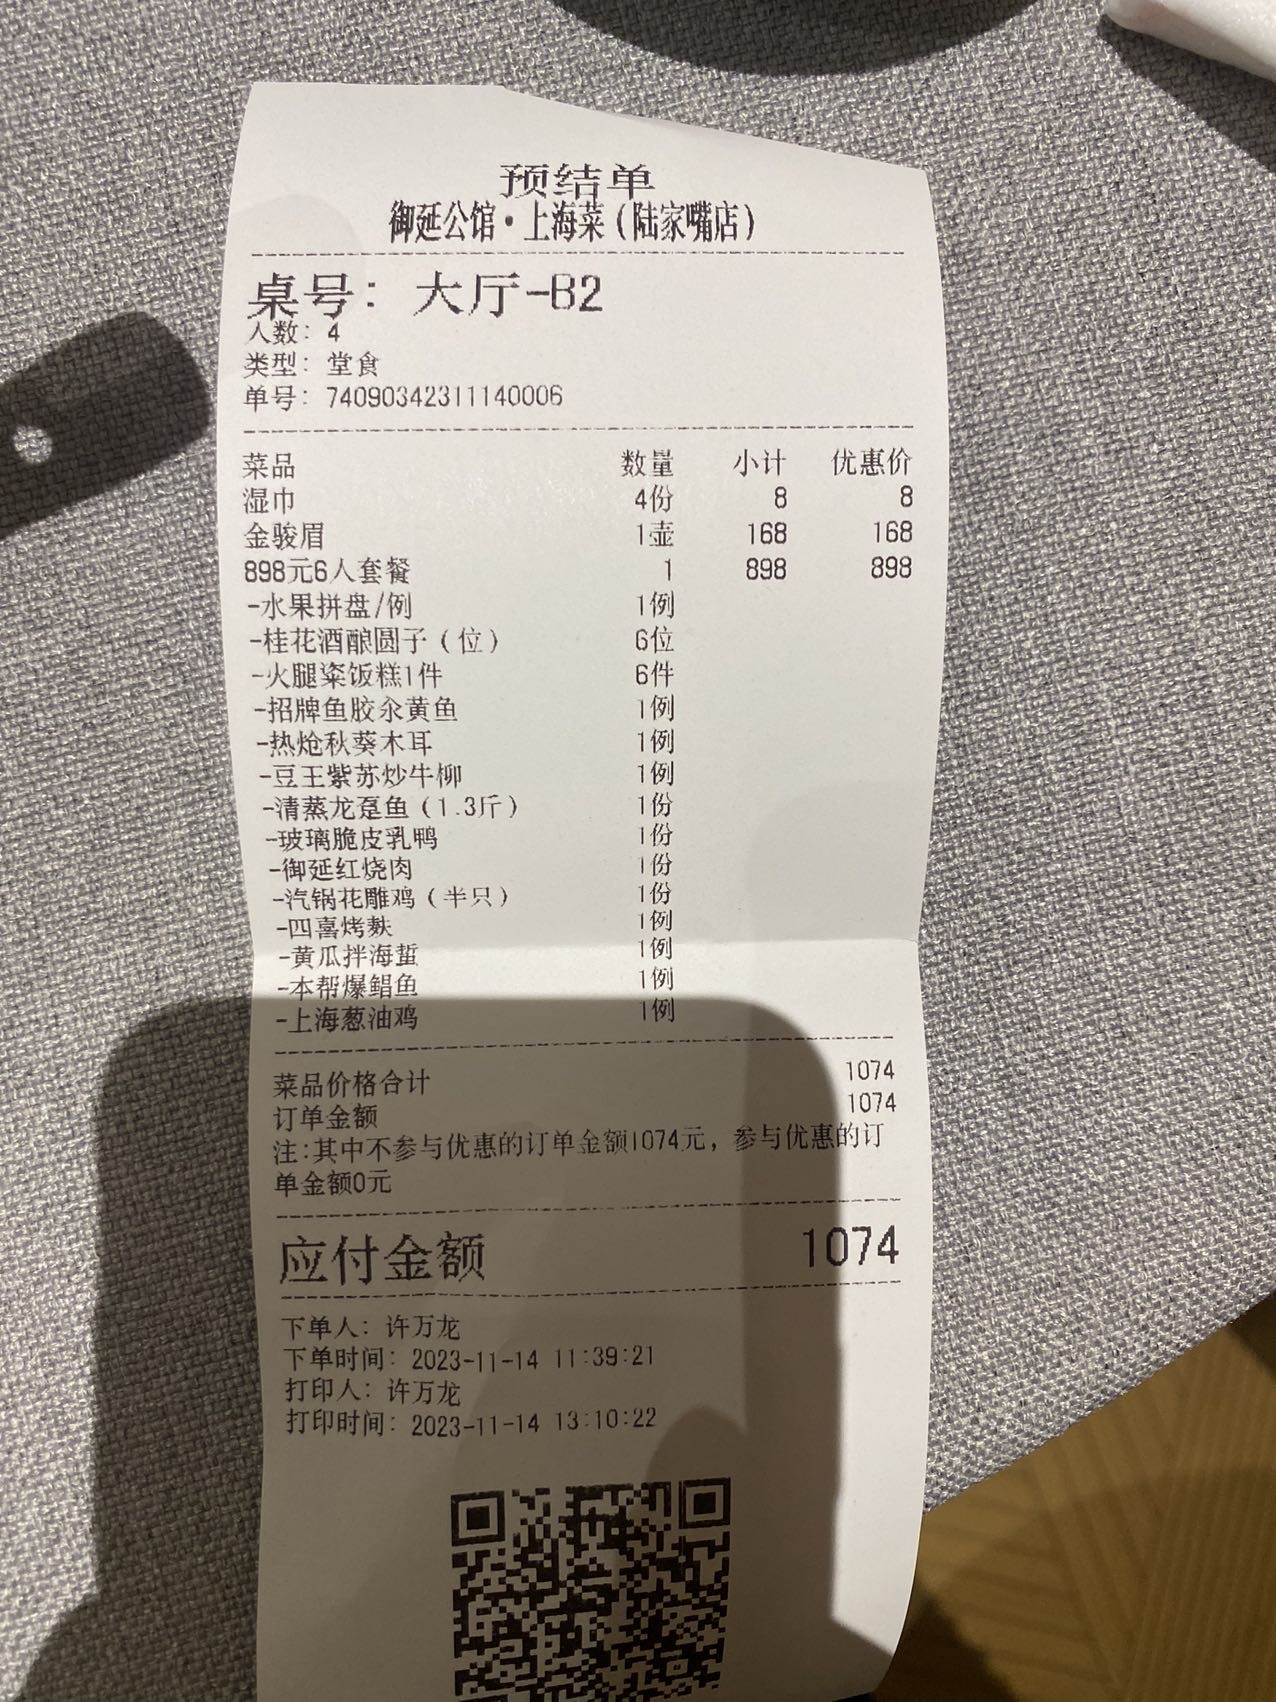 预结单
御延公馆·上海菜(陆家嘴店)
桌号: 大厅-B2
人数: 4
类型: 堂食
单号: 74090342311140006
菜品 数量 小计 优惠价
湿巾 4份 8 8
金骏眉 1壶 168 168
898元6人套餐 1 898 898
-水果拼盘/例 1例
-桂花酒酿圆子(位) 6位
-火腿粢饭糕1件 6件
-招牌鱼胶汆黄鱼 1例
-热炝秋葵木耳 1例
-豆王紫苏炒牛柳 1例
-清蒸龙趸鱼(1.3斤) 1份
-玻璃脆皮乳鸭 1份
-御延红烧肉 1份
-汽锅花雕鸡(半只) 1份
-四喜烤麸 1例
-黄瓜拌海蜇 1例
-本帮爆鲳鱼 1例
-上海葱油鸡 1例
菜品价格合计 1074
订单金额 1074
注:其中不参与优惠的订单金额1074元, 参与优惠的订
单金额0元
应付金额 1074
下单人: 许万龙
下单时间: 2023-11-14 11:39:21
打印人: 许万龙
打印时间: 2023-11-14 13:10:22